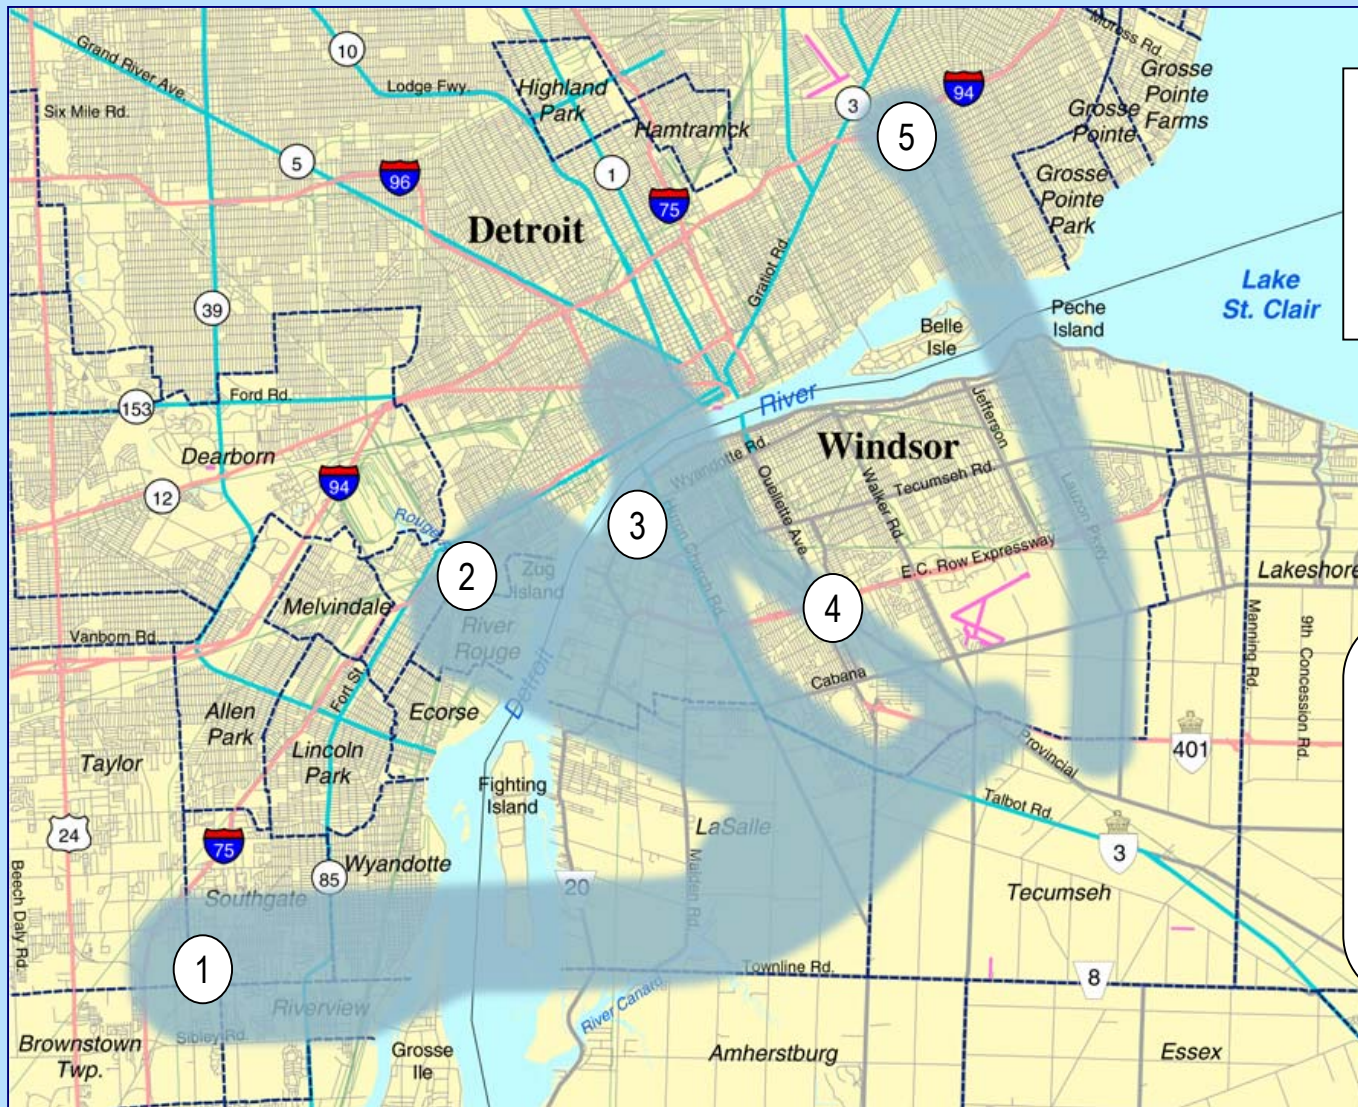 Moross Rd.
10
Grand River Ave.
Lodge Fwy.
Highland
Park
94
Grosse
Pointe
Farms
Grosse
Pointe
Six Mile Rd.
3
5
Hamtramck
5
96
1
75
Grosse
Pointe
Park
Detroit
Gratiot Rd.
Lake
St. Clair
39
Belle
Isle
Peche
Island
153
Ford Rd.
River
Jefferson
Dearborn
Windsor
Wyandotte Rd.
Tecumseh Rd.
12
94
Ouellette Ave.
Walker Rd
Lauzon Pkwy.
Rouge
3
Huron Church Rd.
E.C. Row Expressway
2
Zug
Island
Lakeshore
Melvindale
4
River
Rouge
Vanborn Rd
Detroit
Manning Rd.
9th. Concession Rd.
Cabana
Fort St.
Allen
Park
Ecorse
Lincoln
Park
Taylor
Provincial
401
Fighting
Island
Talbot Rd.
24
LaSalle
75
3
Wyandotte
Beech Daly Rd.
85
Malden Rd.
Southgate
20
Tecumseh
1
Townline Rd.
8
Riverview
River Canard
Sibley Rd.
Brownstown
Twp.
Grosse
Ile
Amherstburg
Essex